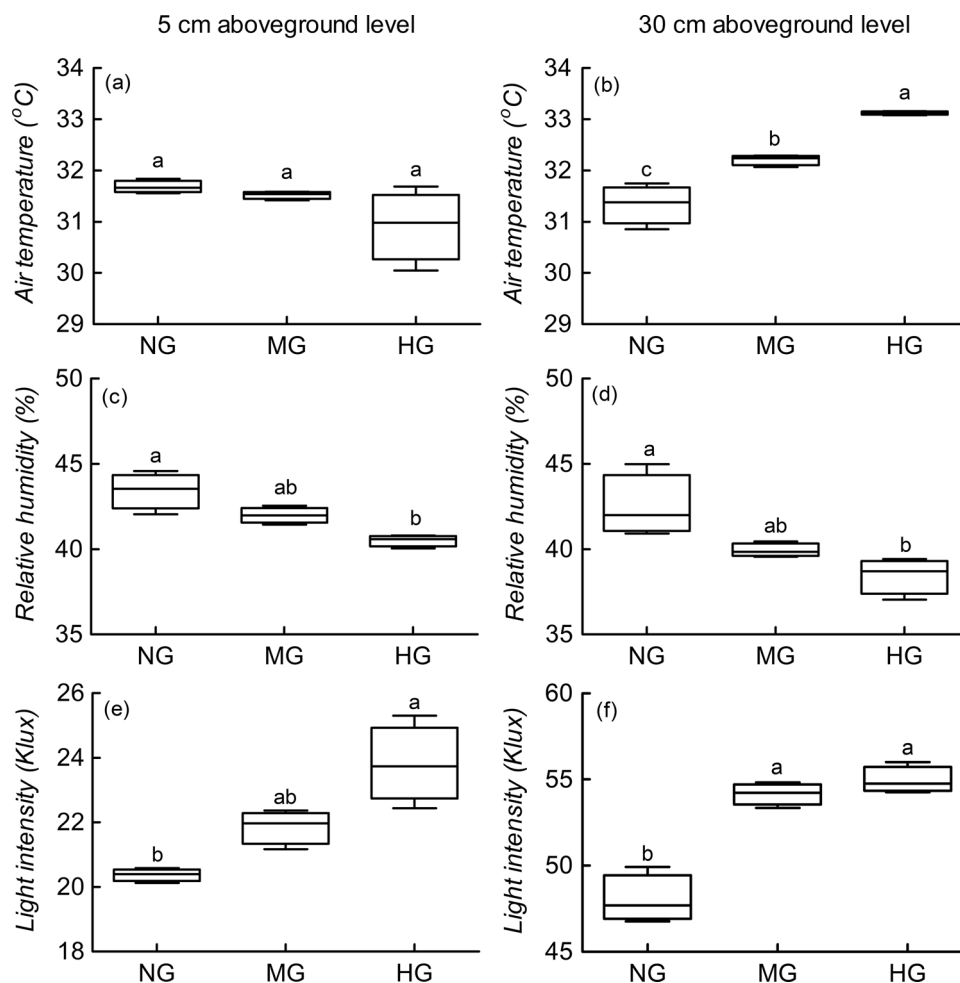 5 cm aboveground level
30 cm aboveground level
Air temperature (°C)
34
33
32
31
30
29
(a)
a
a
a
NG
MG
HG
Air temperature (°C)
34
33
32
31
30
29
(b)
c
b
a
NG
MG
HG
Relative humidity (%)
50
45
40
35
(c)
a
ab
b
NG
MG
HG
Relative humidity (%)
50
45
40
35
(d)
a
ab
b
NG
MG
HG
Light intensity (Klux)
26
24
22
20
18
(e)
b
ab
a
NG
MG
HG
Light intensity (Klux)
60
55
50
45
(f)
b
a
a
NG
MG
HG